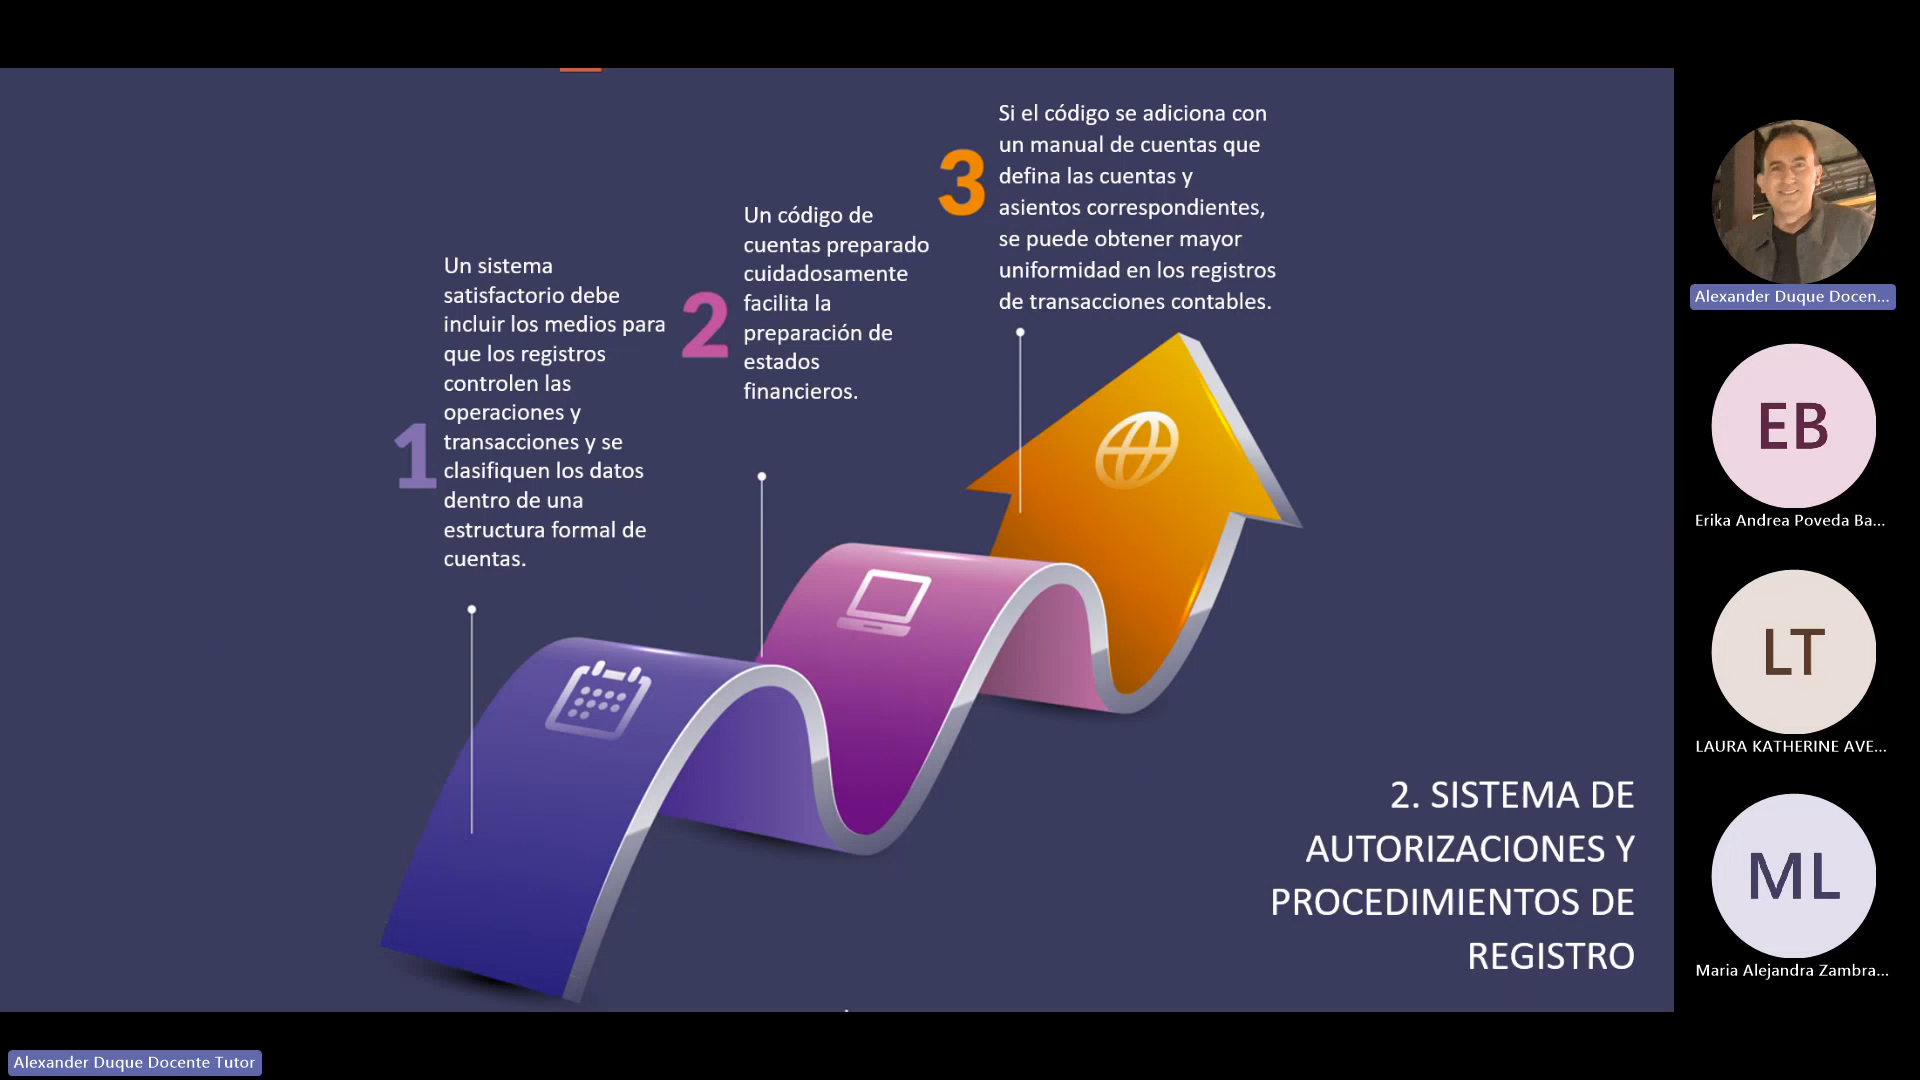 1
Un sistema
satisfactorio debe
incluir los medios para
que los registros
controlen las
operaciones y
transacciones y se
clasifiquen los datos
dentro de una
estructura formal de
cuentas.
2
Un código de
cuentas preparado
cuidadosamente
facilita la
preparación de
estados
financieros.
3
Si el código se adiciona con
un manual de cuentas que
defina las cuentas y
asientos correspondientes,
se puede obtener mayor
uniformidad en los registros
de transacciones contables.
2. SISTEMA DE
AUTORIZACIONES Y
PROCEDIMIENTOS DE
REGISTRO
Alexander Duque Docen...
EB
Erika Andrea Poveda Ba...
LT
LAURA KATHERINE AVE...
ML
Maria Alejandra Zambra...
Alexander Duque Docente Tutor